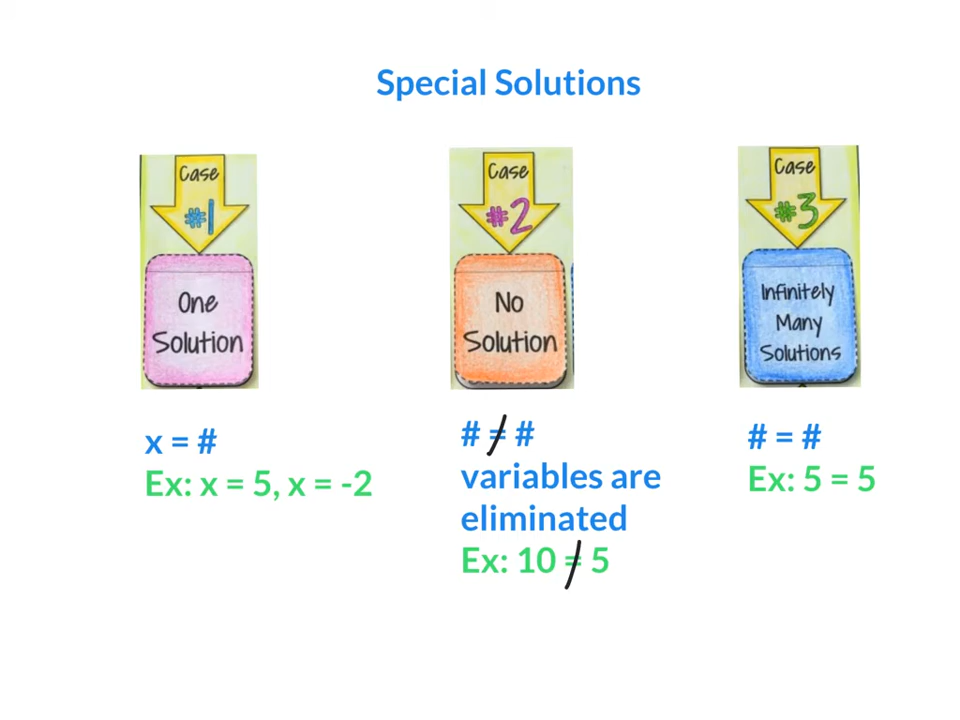 Special Solutions
Case
#1
One
Solution
x = #
Ex: x = 5, x = -2
Case
#2
No
Solution
# ≠ #
variables are
eliminated
Ex: 10 ≠ 5
Case
#3
Infinitely
Many
Solutions
# = #
Ex: 5 = 5